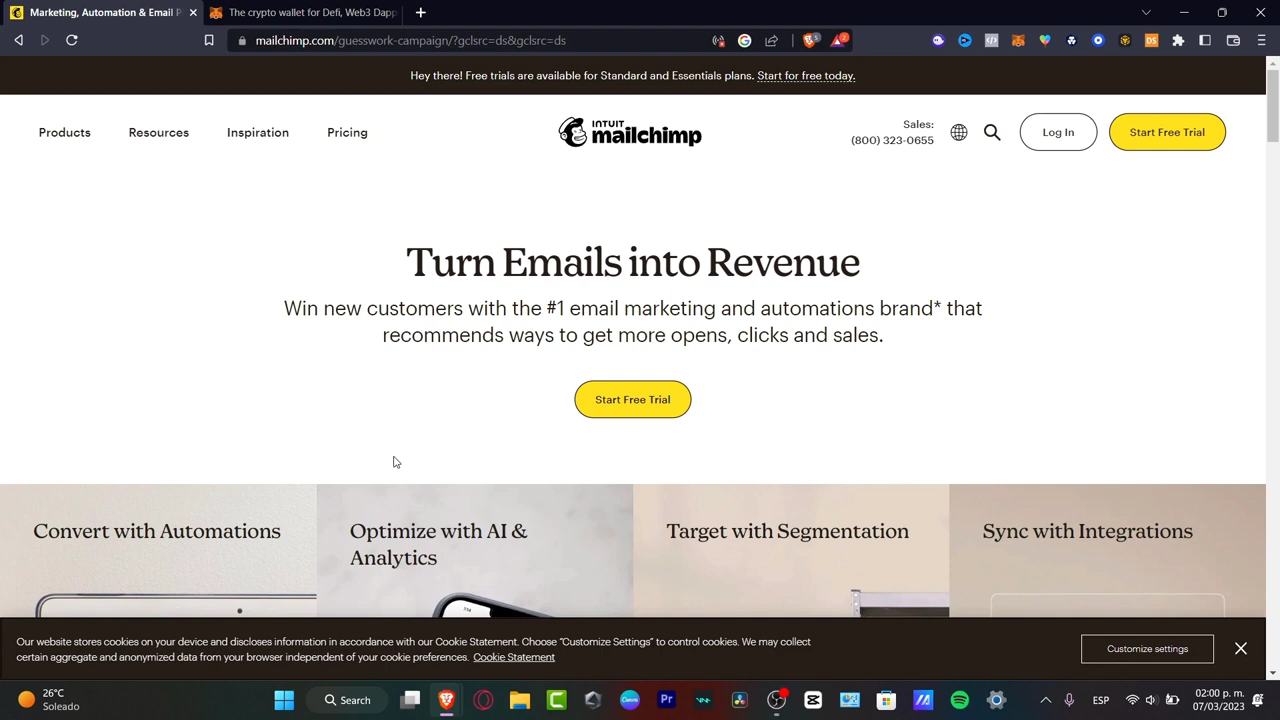 Marketing, Automation & Email P
The crypto wallet for Defi, Web3 Dapp
mailchimp.com/guesswork-campaign/?gclsrc=ds&gclsrc=ds
5
2
DS
Hey there! Free trials are available for Standard and Essentials plans. Start for free today.
Products
Resources
Inspiration
Pricing
INTUIT
mailchimp
Sales:
(800) 323-0655
Log In
Start Free Trial
Turn Emails into Revenue
Win new customers with the #1 email marketing and automations brand* that
recommends ways to get more opens, clicks and sales.
Start Free Trial
Convert with Automations
Optimize with AI &
Analytics
Target with Segmentation
Sync with Integrations
Our website stores cookies on your device and discloses information in accordance with our Cookie Statement. Choose "Customize Settings" to control cookies. We may collect
certain aggregate and anonymized data from your browser independent of your cookie preferences. Cookie Statement
Customize settings
26°C
Soleado
Search
Pr
ESP
02:00 p. m.
07/03/2023